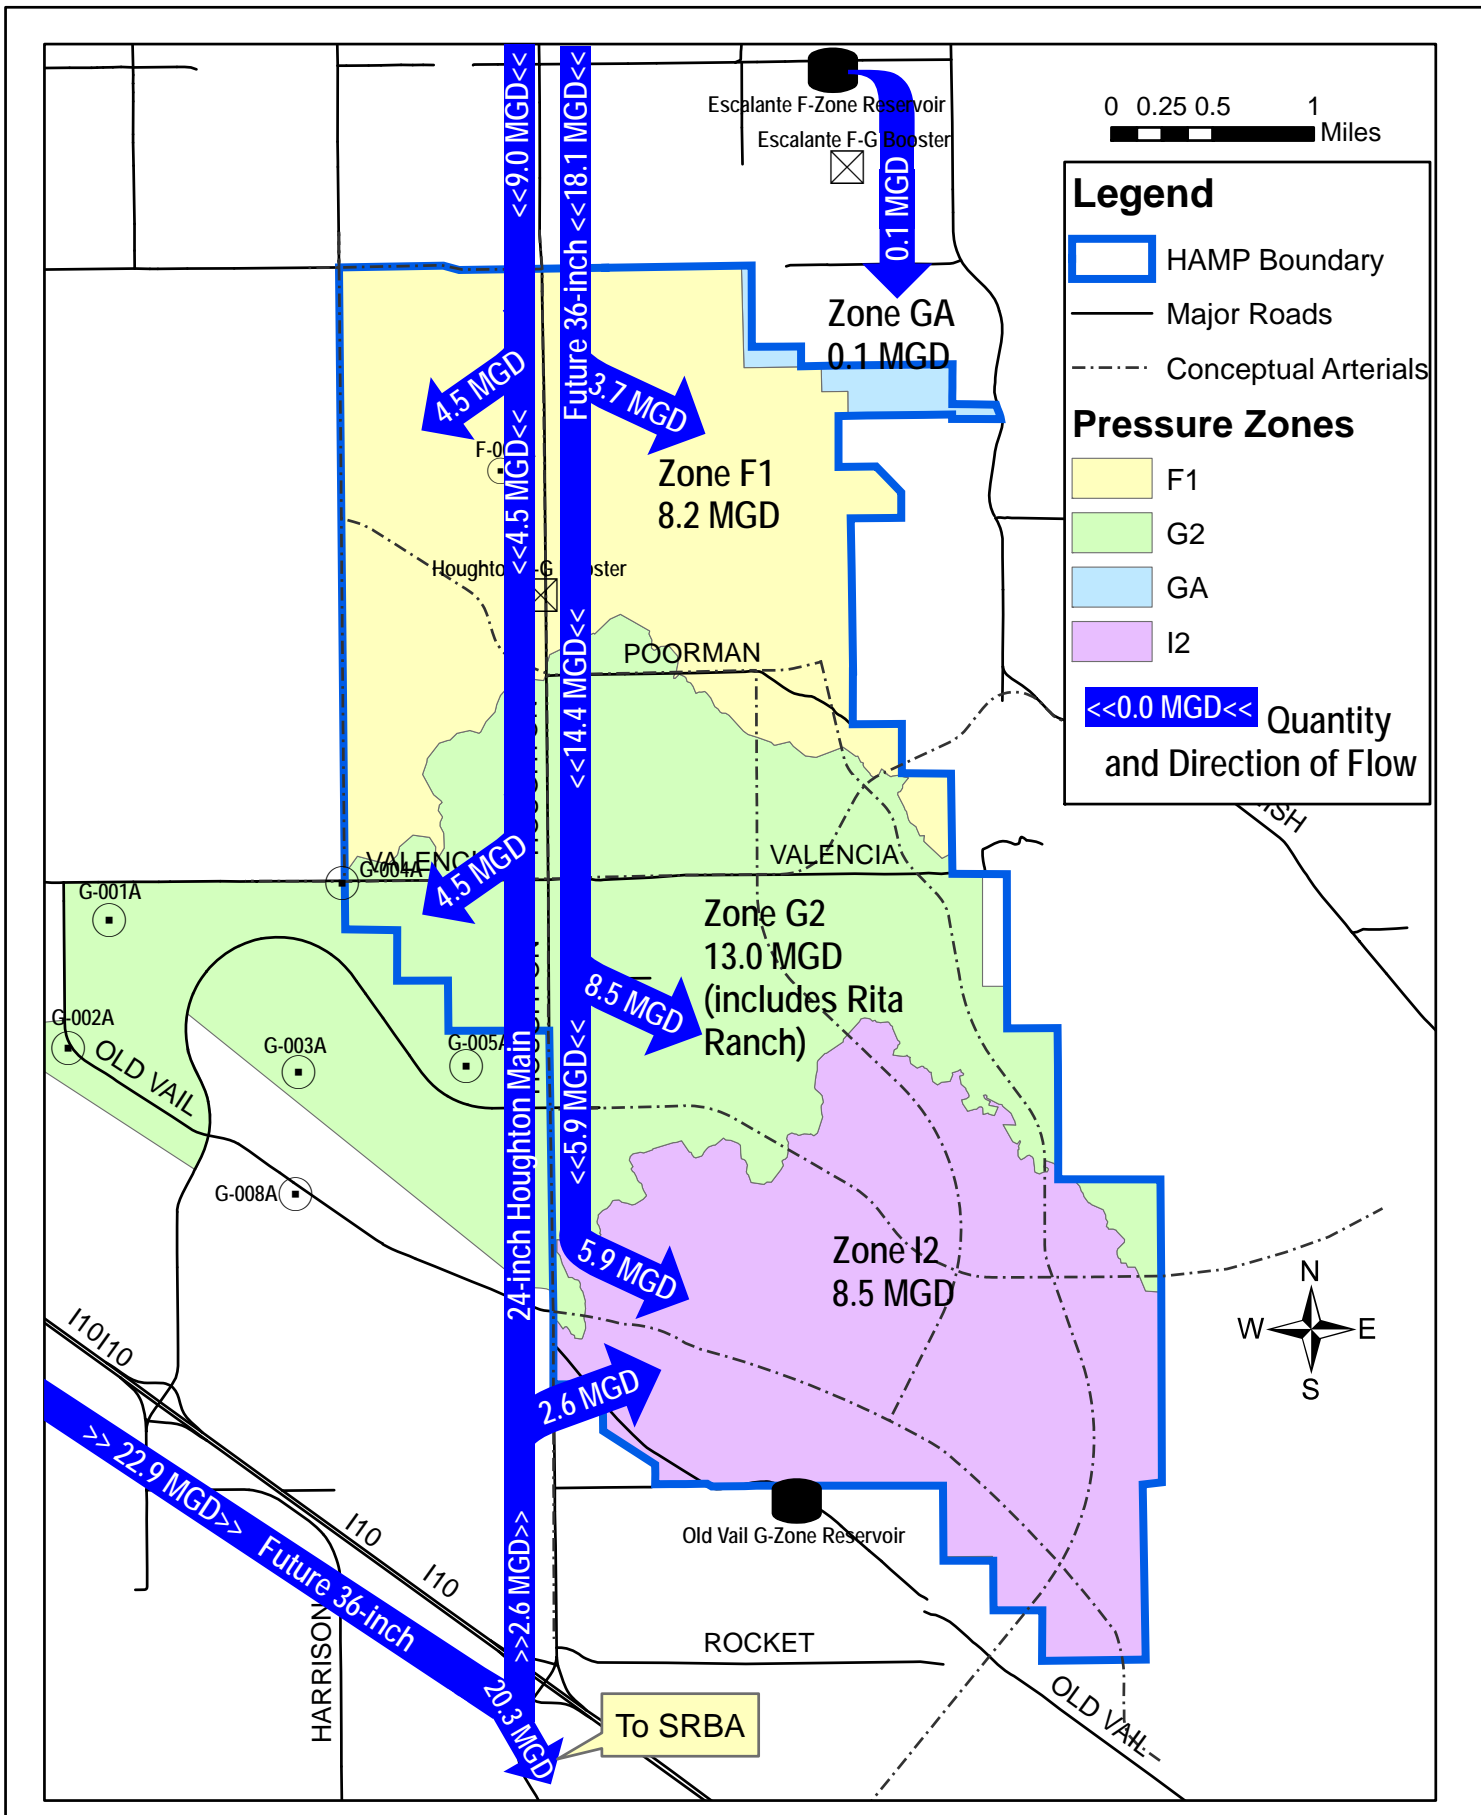 <<9.0 MGD<<
Future 36-inch <<18.1 MGD<<
Escalante F-Zone Reservoir
Escalante F-G Booster
0.1 MGD
0 0.25 0.5 1
Miles
Legend
HAMP Boundary
Major Roads
Conceptual Arterials
Pressure Zones
F1
G2
GA
I2
<<0.0 MGD<< Quantity
and Direction of Flow
Zone GA
0.1 MGD
4.5 MGD
3.7 MGD
<<4.5 MGD<<
Zone F1
8.2 MGD
POORMAN
<<14.4 MGD<<
VALENCIA
4.5 MGD
G-004A
G-001A
Zone G2
13.0 MGD
(includes Rita
Ranch)
8.5 MGD
G-002A
OLD VAIL
G-003A
G-005A
G-008A
24-inch Houghton Main
<<5.9 MGD<<
5.9 MGD
Zone I2
8.5 MGD
2.6 MGD
N
W E
S
I10 I10
>> 22.9 MGD>> Future 36-inch
I10
I10
>>2.6 MGD>>
Old Vail G-Zone Reservoir
HARRISON
ROCKET
OLD VAIL
20.3 MGD
To SRBA